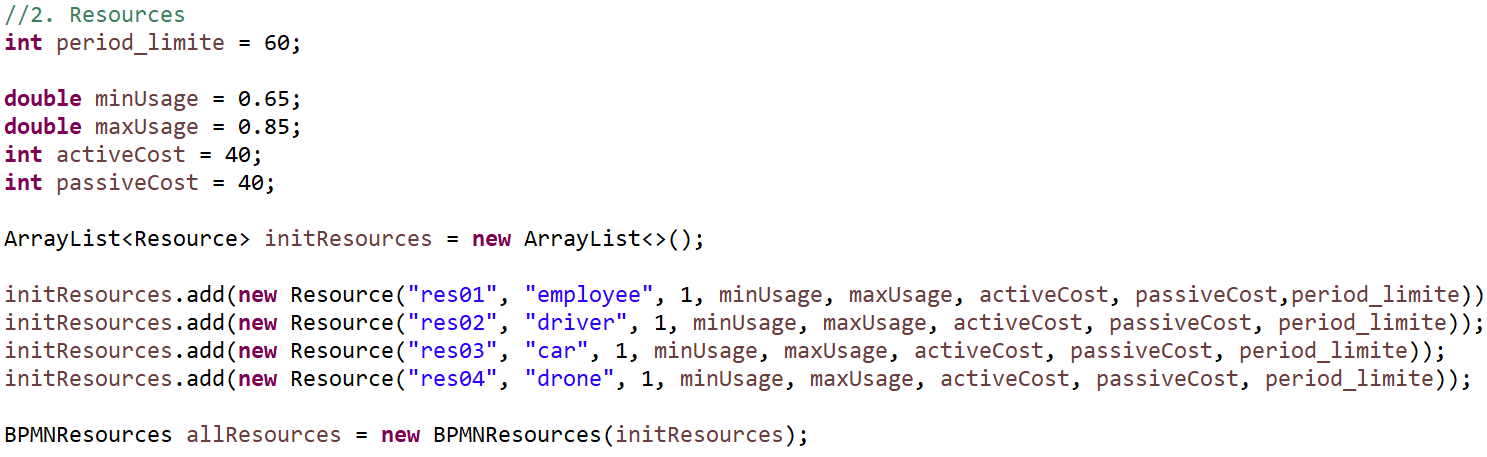 //2. Resources
int period_limite = 60;
double minUsage = 0.65;
double maxUsage = 0.85;
int activeCost = 40;
int passiveCost = 40;
ArrayList<Resource> initResources = new ArrayList<>();
initResources.add(new Resource("res01", "employee", 1, minUsage, maxUsage, activeCost, passiveCost,period_limite))
initResources.add(new Resource("res02", "driver", 1, minUsage, maxUsage, activeCost, passiveCost, period_limite));
initResources.add(new Resource("res03", "car", 1, minUsage, maxUsage, activeCost, passiveCost, period_limite));
initResources.add(new Resource("res04", "drone", 1, minUsage, maxUsage, activeCost, passiveCost, period_limite));
BPMNResources allResources = new BPMNResources(initResources);